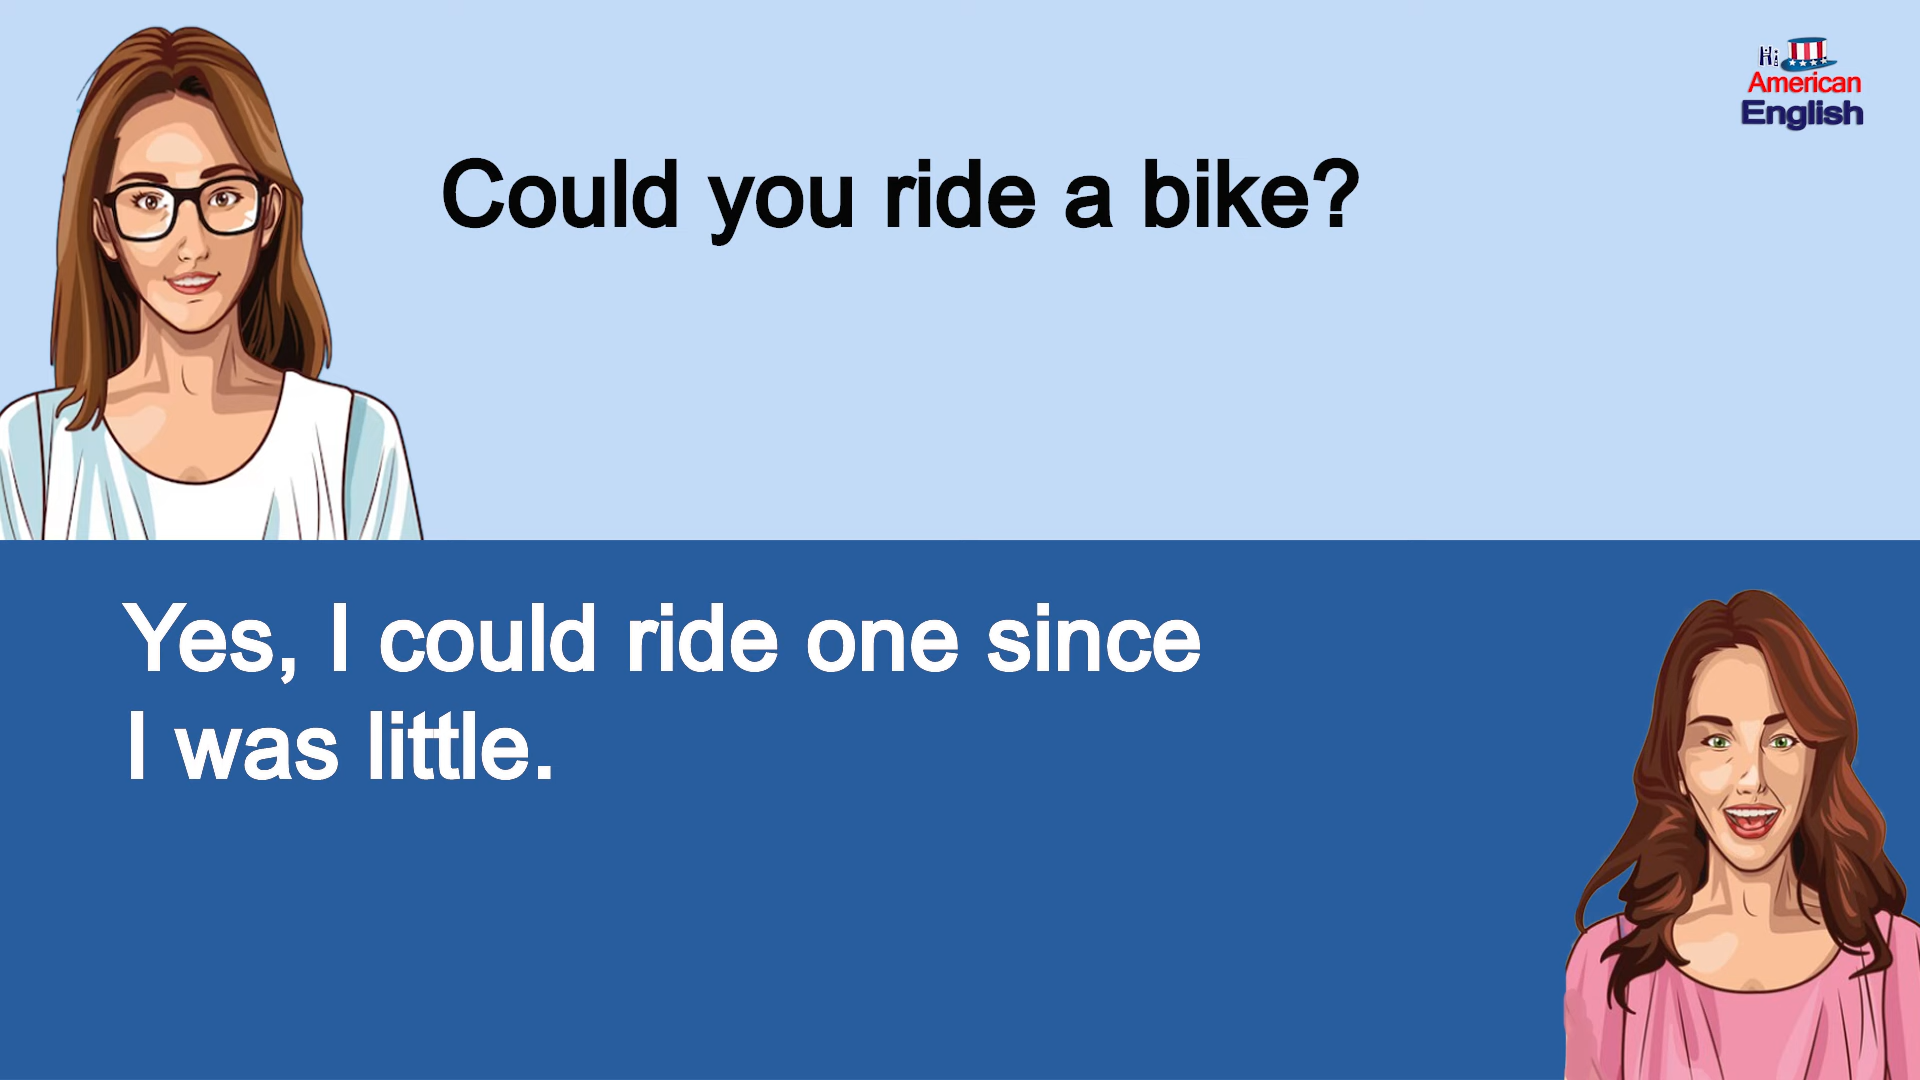 Hi
American
English
Could you ride a bike?
Yes, I could ride one since
I was little.